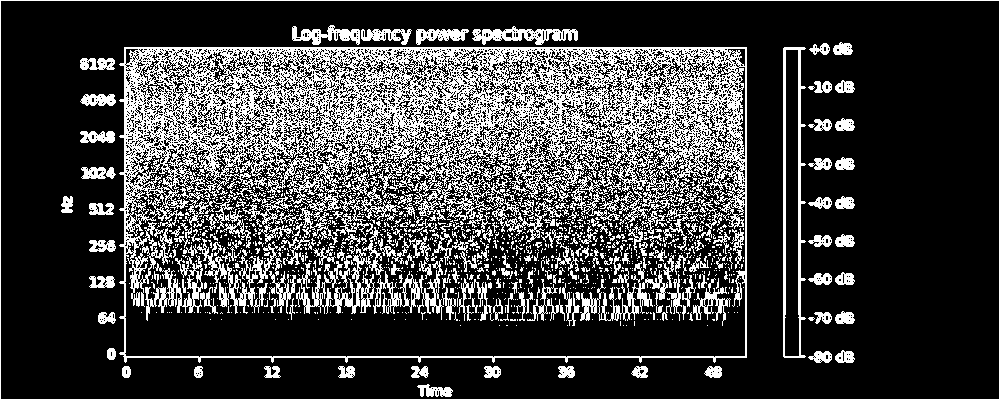 Log-frequency power spectrogram
8192
4096
2048
1024
512
256
128
64
0
Hz
0 6 12 18 24 30 36 42 48
Time
+0 dB
-10 dB
-20 dB
-30 dB
-40 dB
-50 dB
-60 dB
-70 dB
-80 dB